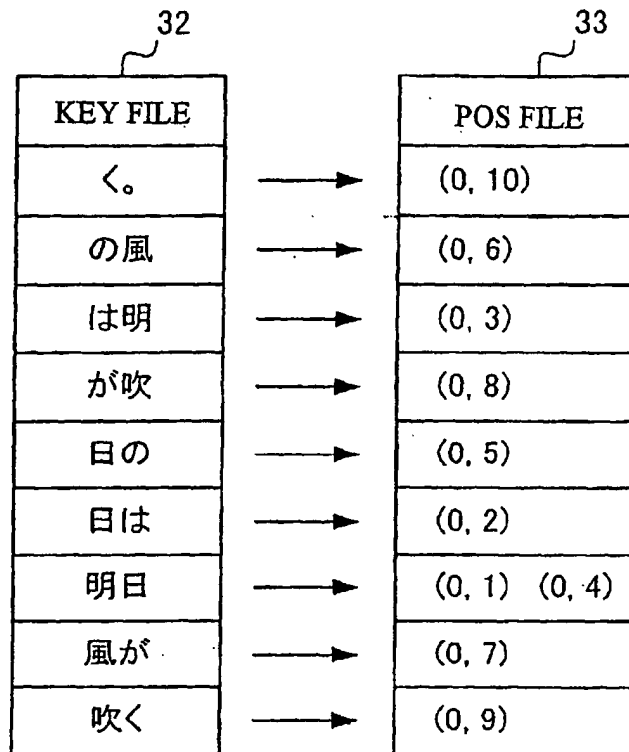 32 33
KEY FILE POS FILE
く。 (0, 10)
の風 (0, 6)
は明 (0, 3)
が吹 (0, 8)
日の (0, 5)
日は (0, 2)
明日 (0, 1) (0, 4)
風が (0, 7)
吹く (0, 9)